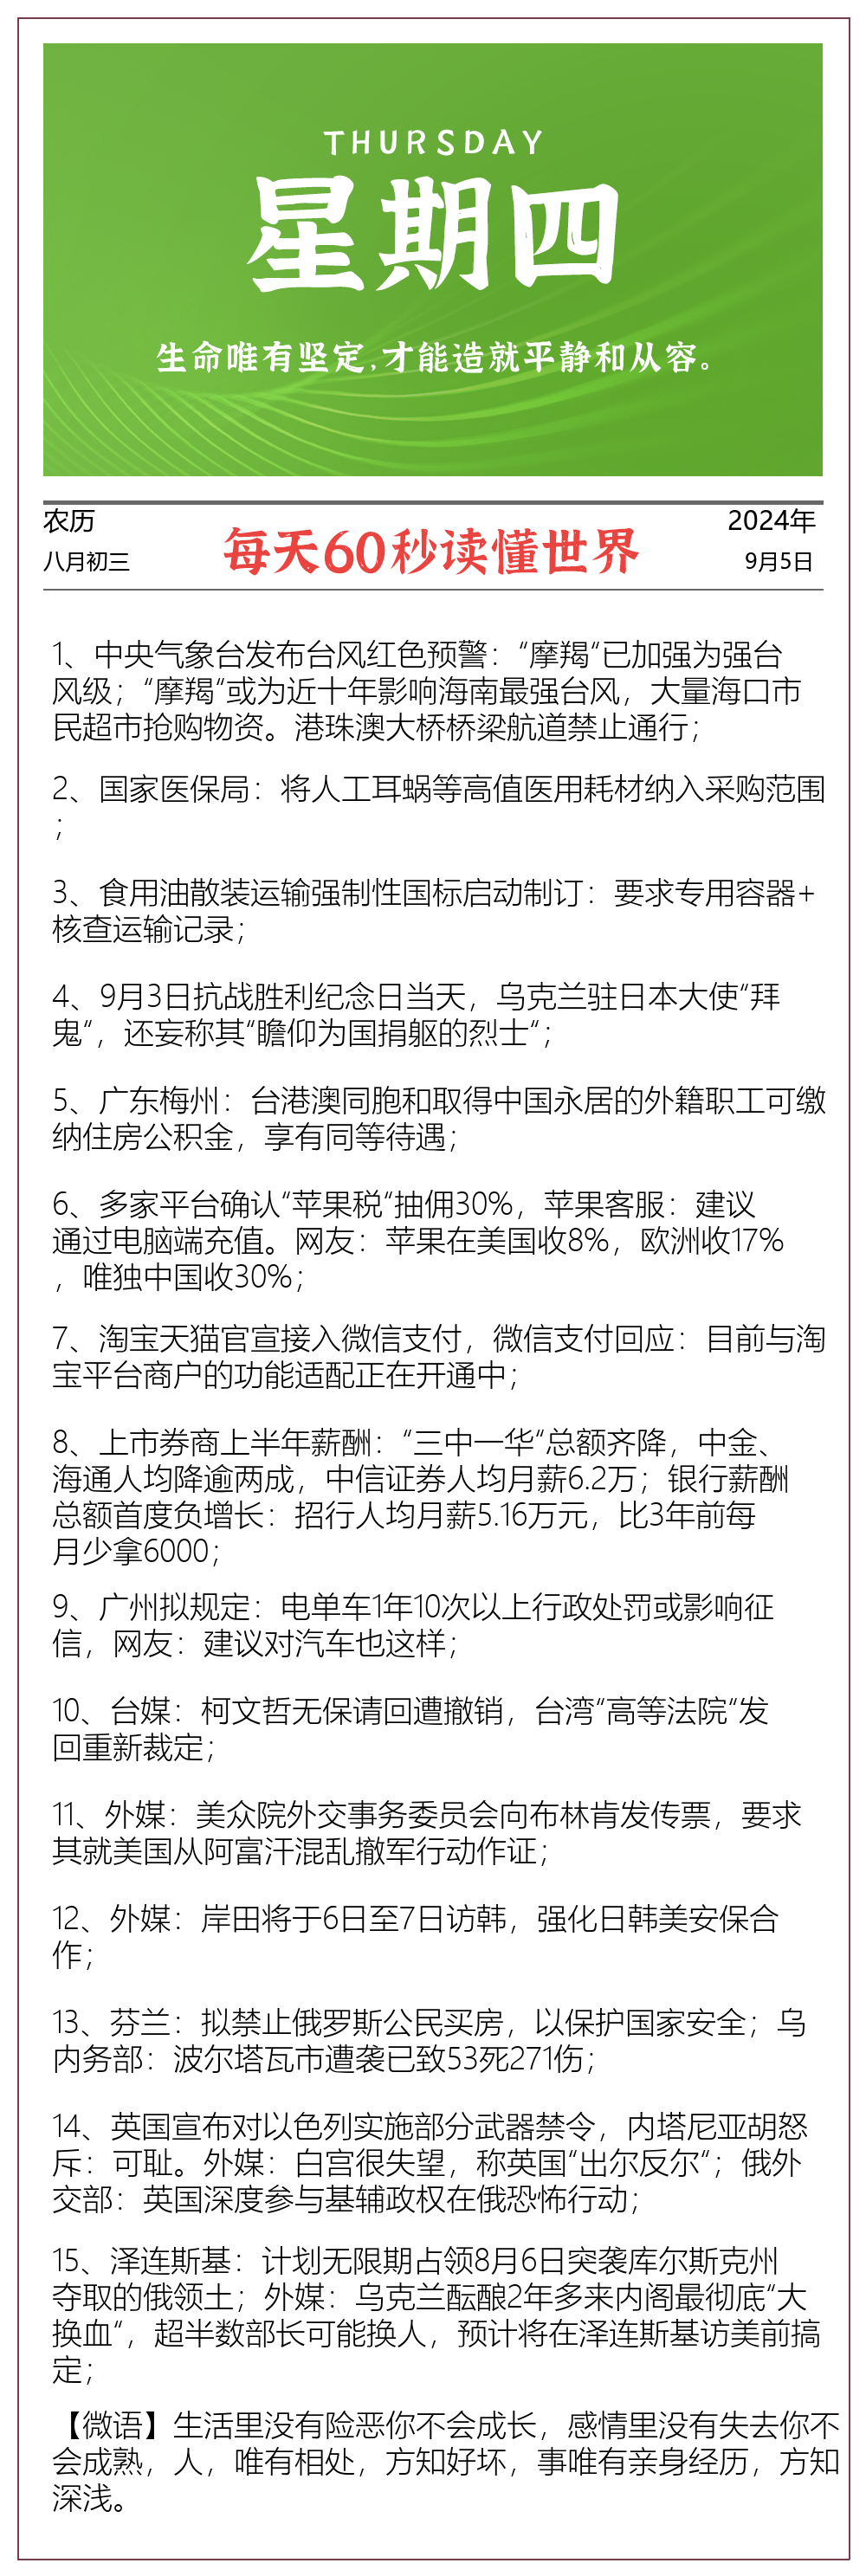 THURSDAY
星期四
生命唯有坚定,才能造就平静和从容。
农历
八月初三
每天60秒读懂世界
2024年
9月5日
1、中央气象台发布台风红色预警：“摩羯“已加强为强台
风级；“摩羯“或为近十年影响海南最强台风，大量海口市
民超市抢购物资。港珠澳大桥桥梁航道禁止通行；
2、国家医保局：将人工耳蜗等高值医用耗材纳入采购范围
；
3、食用油散装运输强制性国标启动制订：要求专用容器+
核查运输记录；
4、9月3日抗战胜利纪念日当天，乌克兰驻日本大使“拜
鬼“，还妄称其“瞻仰为国捐躯的烈士“；
5、广东梅州：台港澳同胞和取得中国永居的外籍职工可缴
纳住房公积金，享有同等待遇；
6、多家平台确认“苹果税“抽佣30%，苹果客服：建议
通过电脑端充值。网友：苹果在美国收8%，欧洲收17%
，唯独中国收30%；
7、淘宝天猫官宣接入微信支付，微信支付回应：目前与淘
宝平台商户的功能适配正在开通中；
8、上市券商上半年薪酬：“三中一华“总额齐降，中金、
海通人均降逾两成，中信证券人均月薪6.2万；银行薪酬
总额首度负增长：招行人均月薪5.16万元，比3年前每
月少拿6000；
9、广州拟规定：电单车1年10次以上行政处罚或影响征
信，网友：建议对汽车也这样；
10、台媒：柯文哲无保请回遭撤销，台湾“高等法院“发
回重新裁定；
11、外媒：美众院外交事务委员会向布林肯发传票，要求
其就美国从阿富汗混乱撤军行动作证；
12、外媒：岸田将于6日至7日访韩，强化日韩美安保合
作；
13、芬兰：拟禁止俄罗斯公民买房，以保护国家安全；乌
内务部：波尔塔瓦市遭袭已致53死271伤；
14、英国宣布对以色列实施部分武器禁令，内塔尼亚胡怒
斥：可耻。外媒：白宫很失望，称英国“出尔反尔“；俄外
交部：英国深度参与基辅政权在俄恐怖行动；
15、泽连斯基：计划无限期占领8月6日突袭库尔斯克州
夺取的俄领土；外媒：乌克兰酝酿2年多来内阁最彻底“大
换血“，超半数部长可能换人，预计将在泽连斯基访美前搞
定；
【微语】生活里没有险恶你不会成长，感情里没有失去你不
会成熟，人，唯有相处，方知好坏，事唯有亲身经历，方知
深浅。